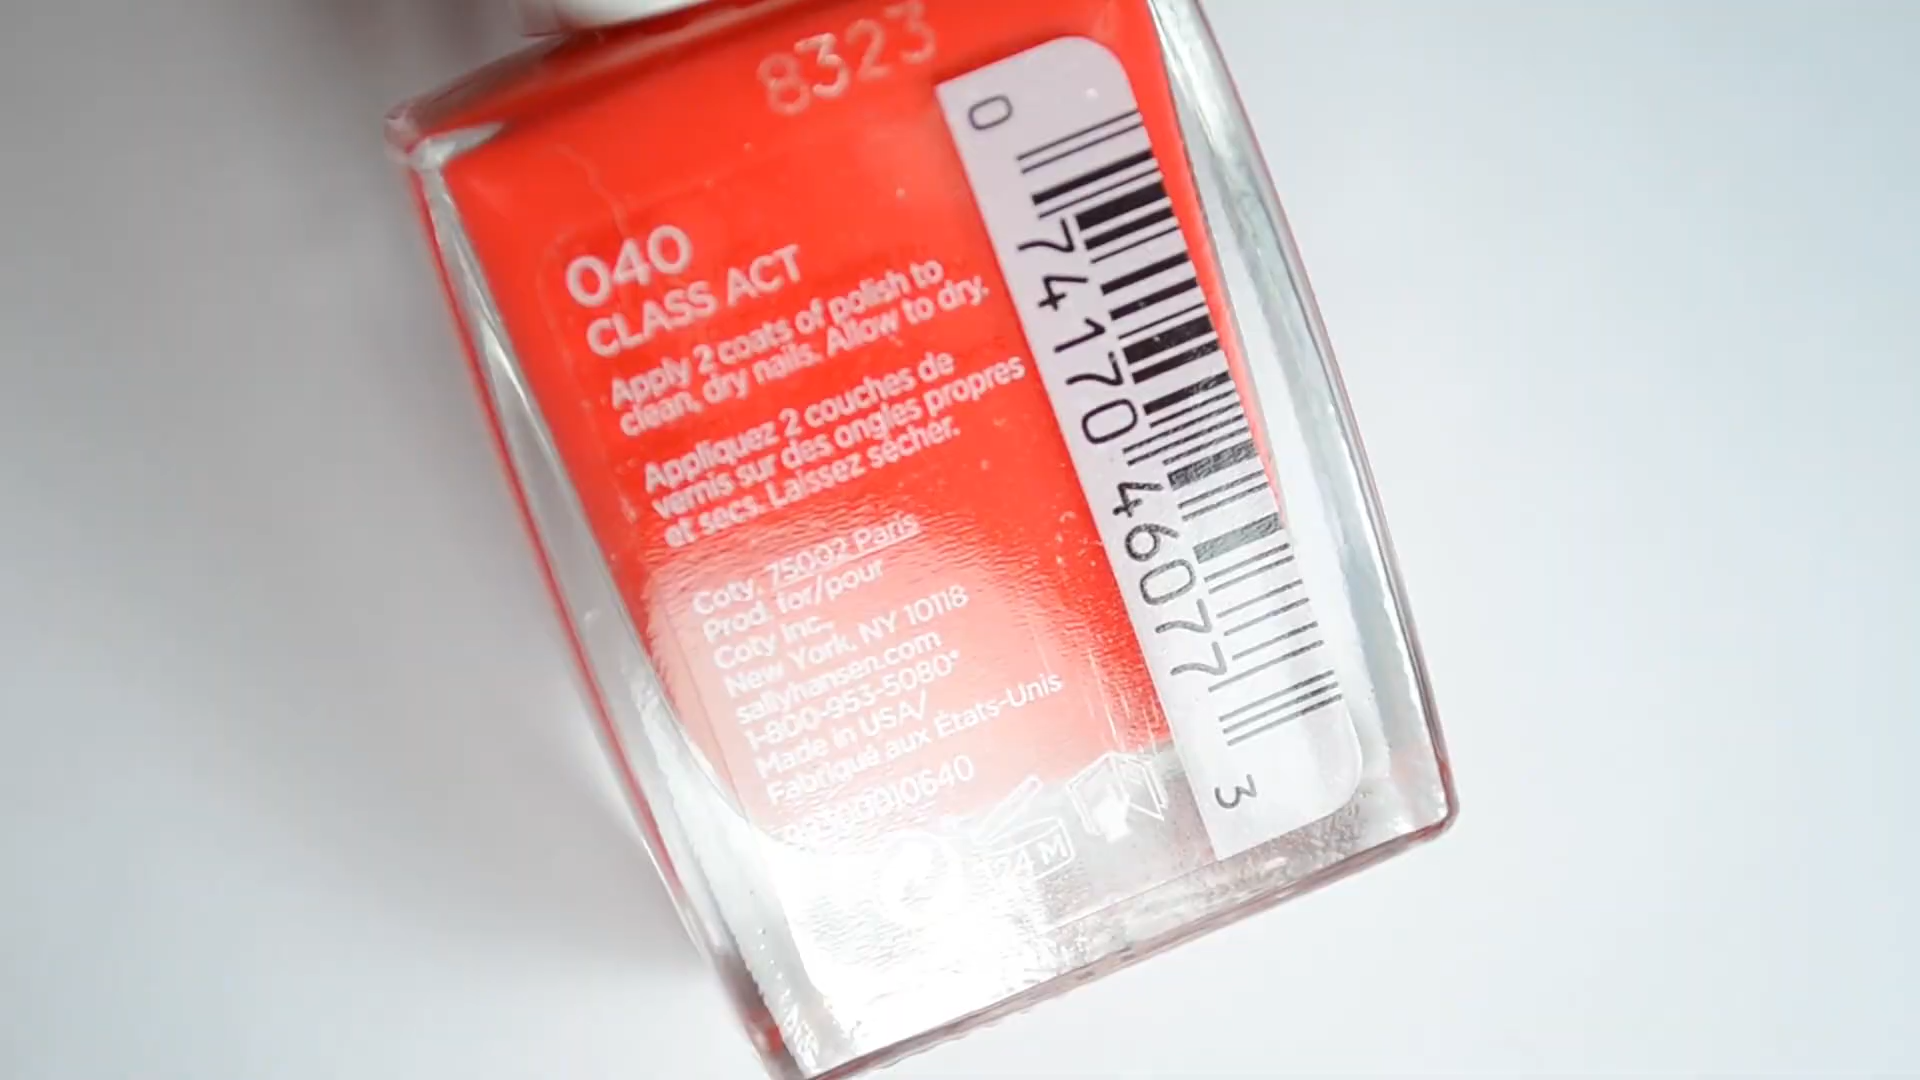 8323
040
CLASS ACT
Apply 2 coats of polish to
clean, dry nails. Allow to dry.
Appliquez 2 couches de
vernis sur des ongles propres
et secs. Laissez sécher.
Coty, 75002 Paris
Prod. for/pour
Coty Inc.,
New York, NY 10118
sallyhansen.com
1-800-953-5080*
Made in USA/
Fabriqué aux États-Unis
24 M
0 74170 46077 3